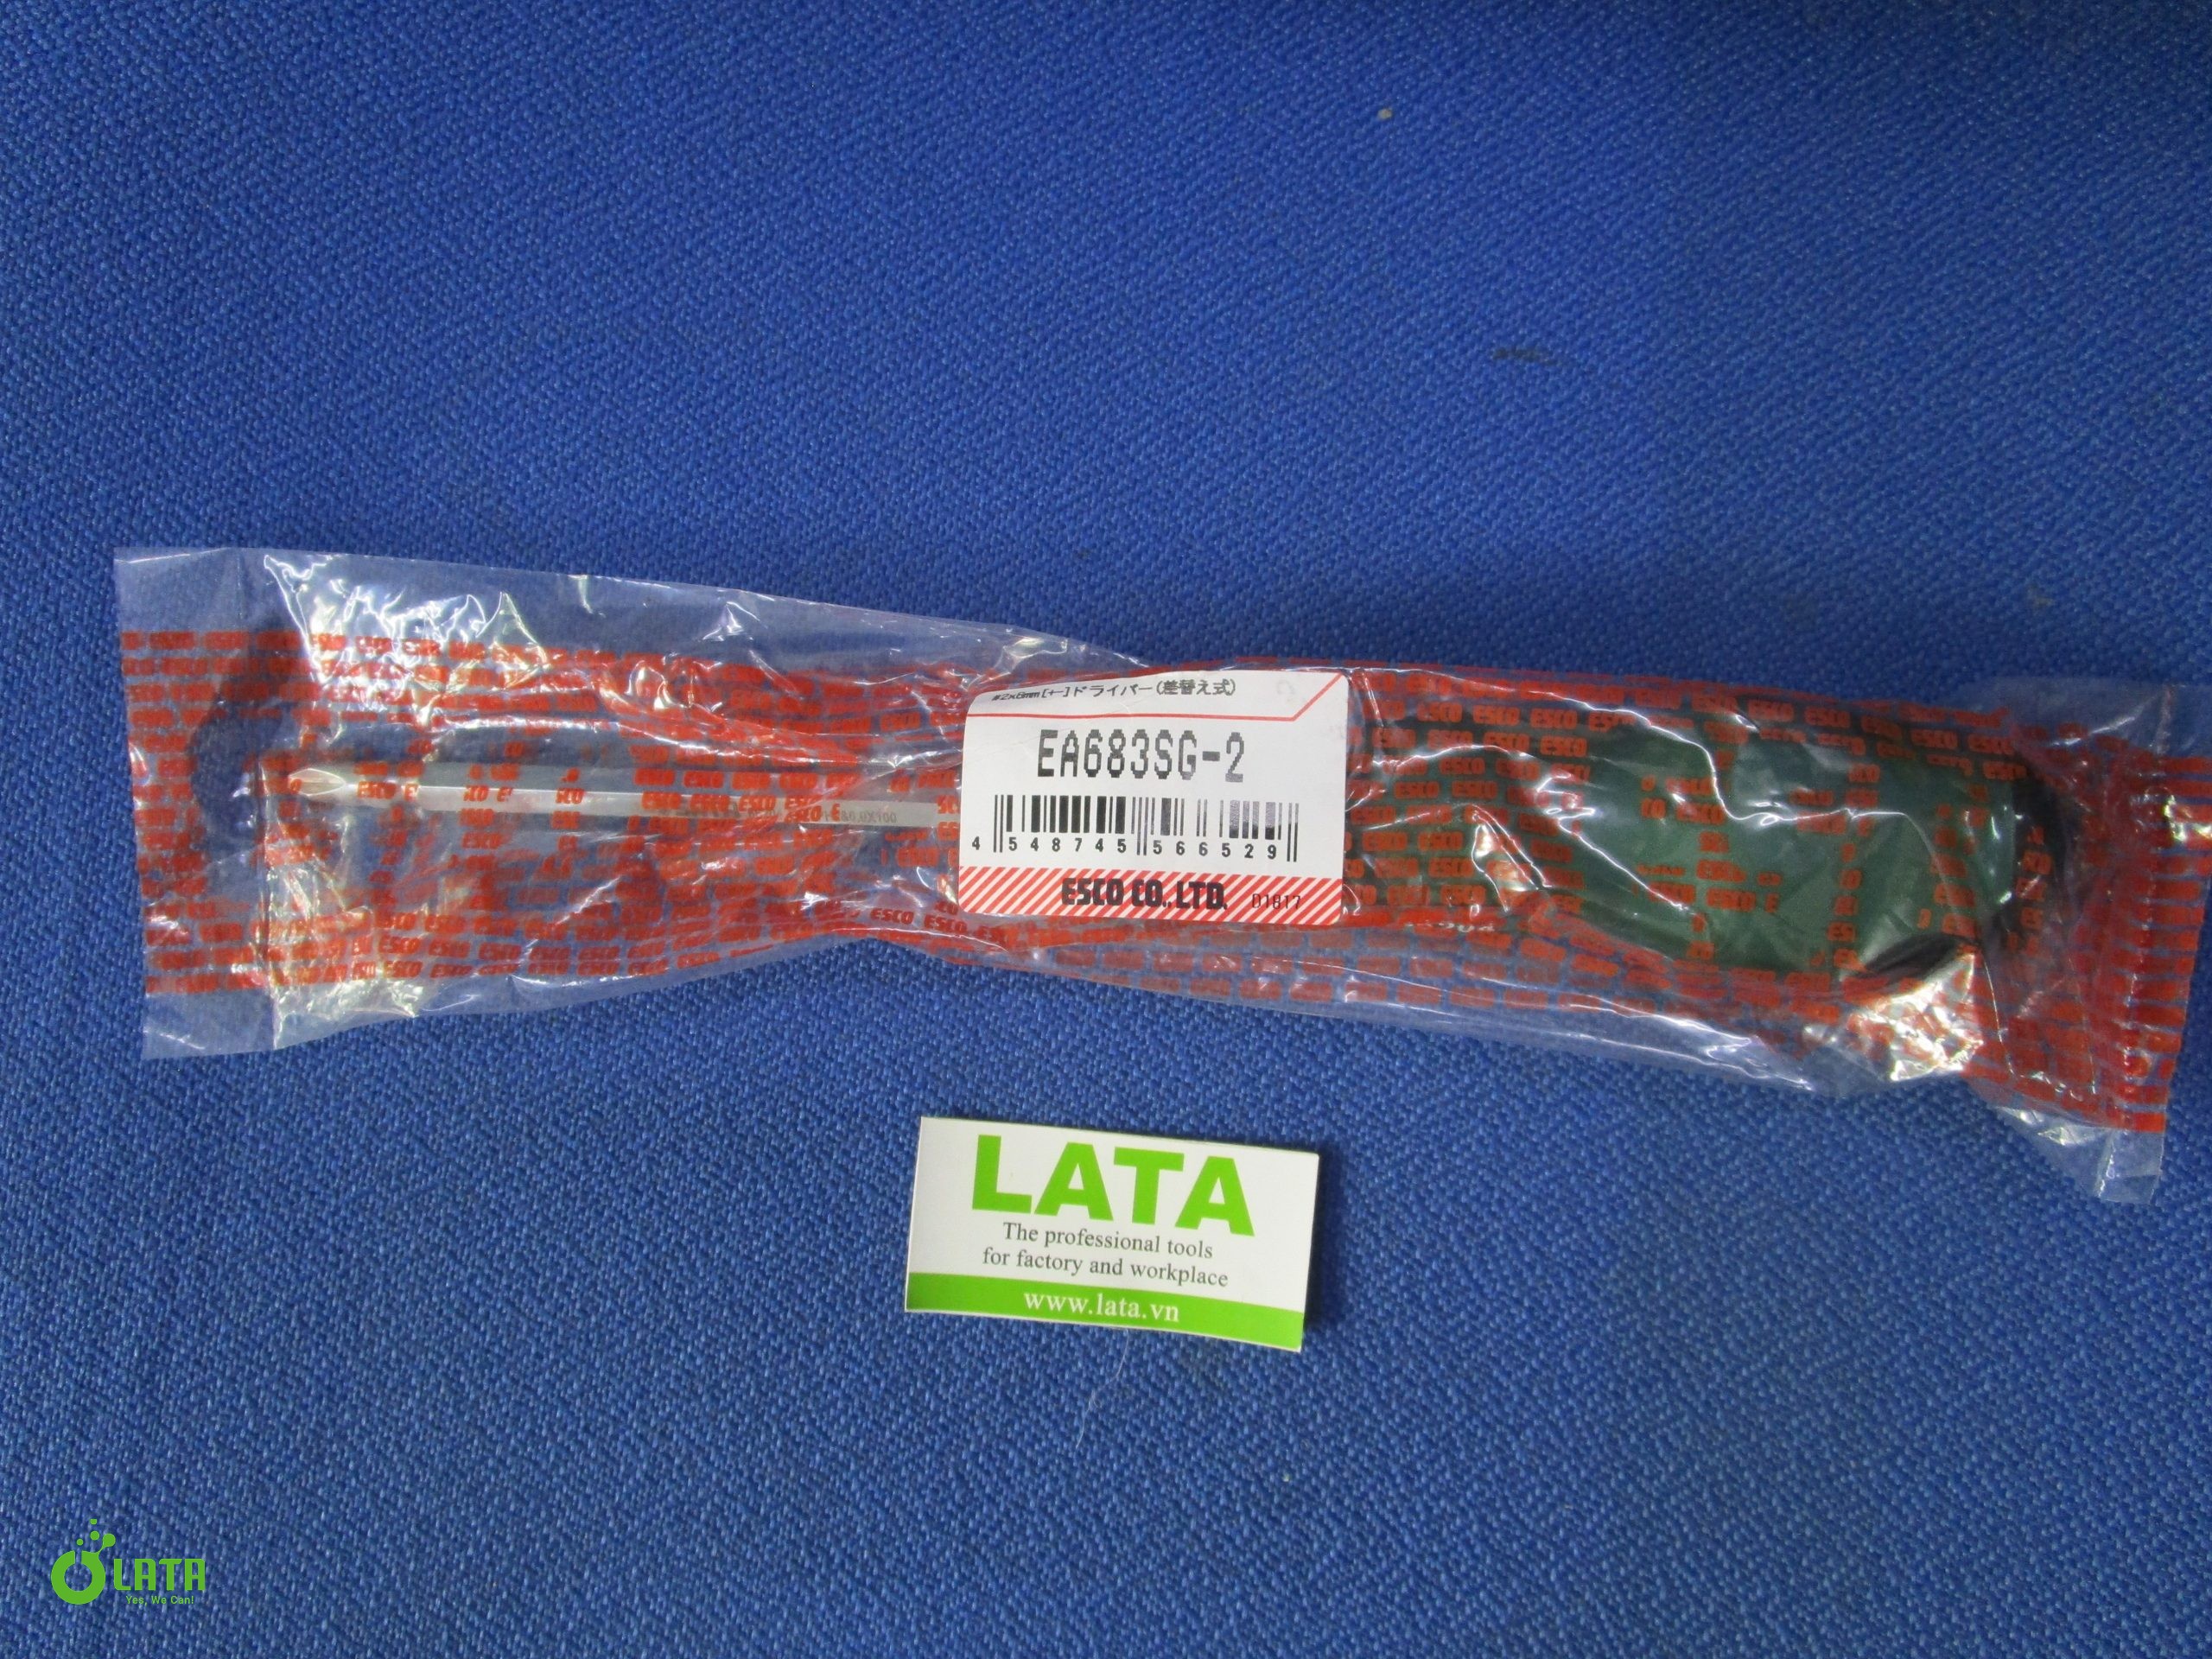 #2×6mm [+-]ドライバー(差替え式)
EA683SG-2
4 548745 566529
ESCO CO., LTD. D1817
LATA
The professional tools
for factory and workplace
www.lata.vn
LATA
Yes, We Can!